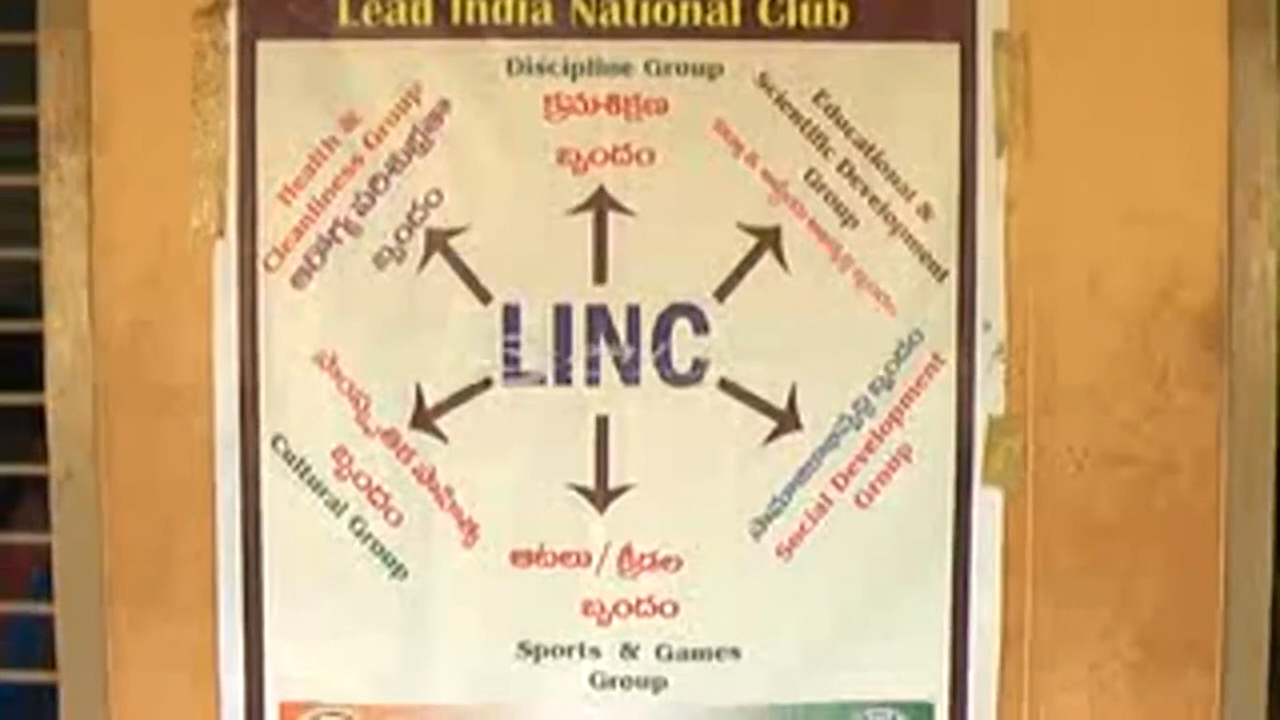 Lead India National Club
Discipline Group
క్రమశిక్షణ
బృందం
Health &
Cleanliness Group
ఆరోగ్య పరిశుభ్రతా
బృందం
Educational &
Scientific Development
Group
LINC
సాంస్కృతిక సాహిత్య
బృందం
Cultural Group
బృందం
Social Development
Group
ఆటలు / క్రీడల
బృందం
Sports & Games
Group